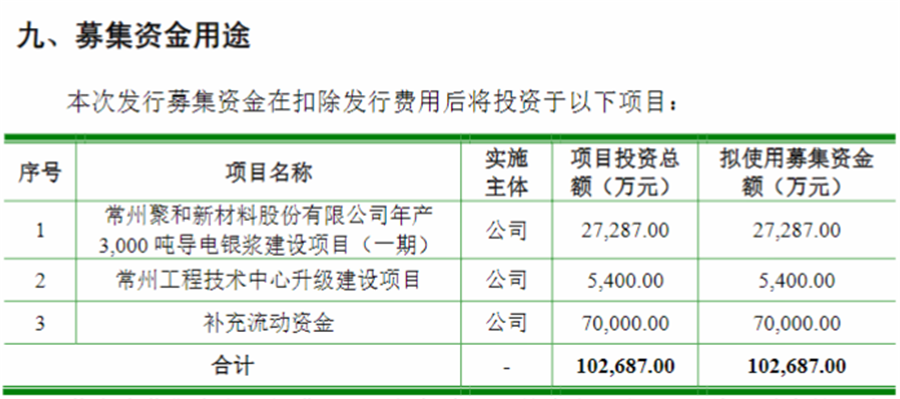 九、募集资金用途
本次发行募集资金在扣除发行费用后将投资于以下项目：
序号 项目名称 实施主体 项目投资总额（万元） 拟使用募集资金额（万元）
1 常州聚和新材料股份有限公司年产3,000 吨导电银浆建设项目（一期） 公司 27,287.00 27,287.00
2 常州工程技术中心升级建设项目 公司 5,400.00 5,400.00
3 补充流动资金 公司 70,000.00 70,000.00
合计 - 102,687.00 102,687.00